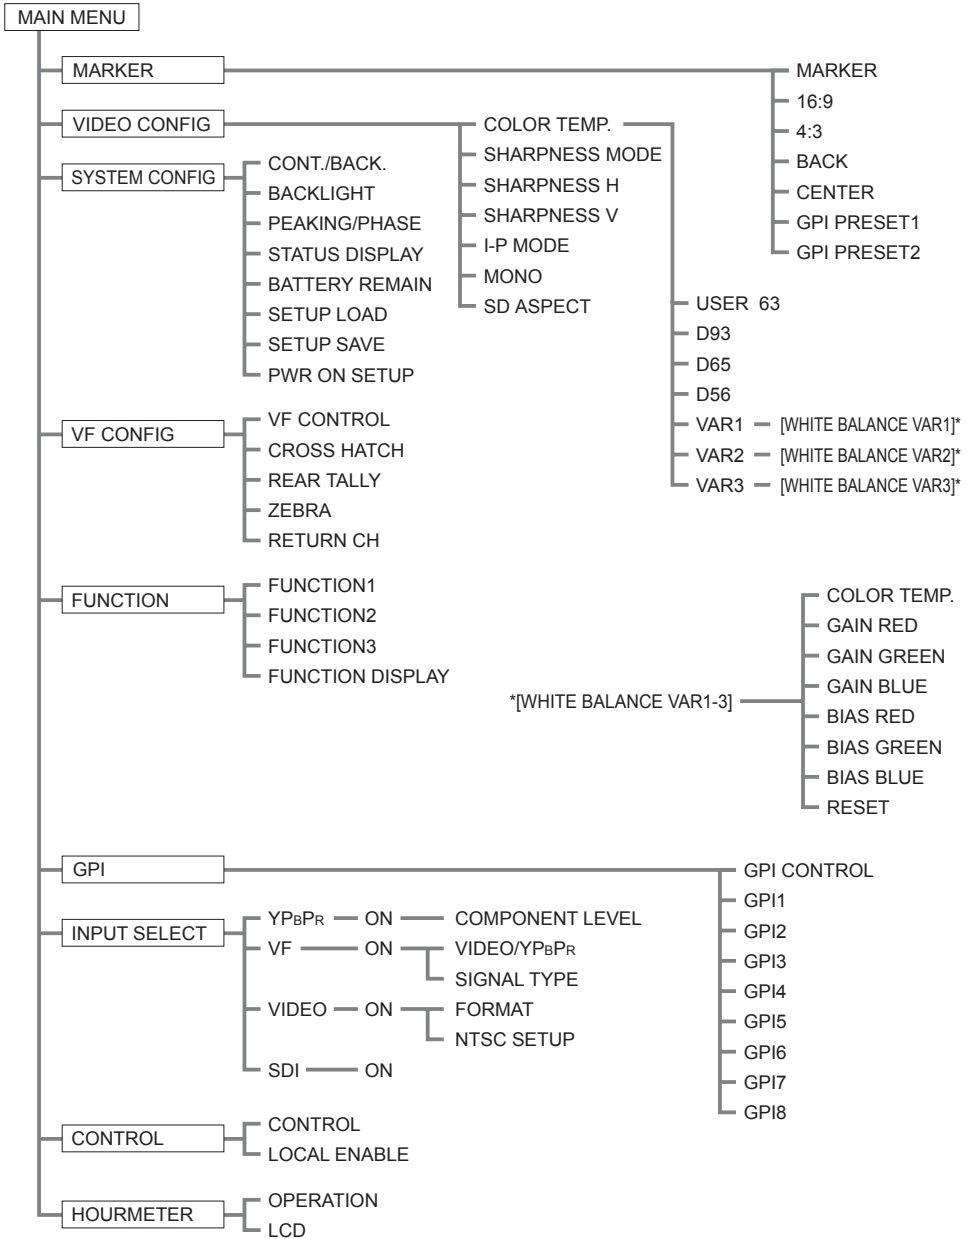 MAIN MENU
MARKER
MARKER
16:9
4:3
BACK
CENTER
GPI PRESET1
GPI PRESET2
VIDEO CONFIG
COLOR TEMP.
SHARPNESS MODE
SHARPNESS H
SHARPNESS V
I-P MODE
MONO
SD ASPECT
USER 63
D93
D65
D56
VAR1
[WHITE BALANCE VAR1]*
VAR2
[WHITE BALANCE VAR2]*
VAR3
[WHITE BALANCE VAR3]*
SYSTEM CONFIG
CONT./BACK.
BACKLIGHT
PEAKING/PHASE
STATUS DISPLAY
BATTERY REMAIN
SETUP LOAD
SETUP SAVE
PWR ON SETUP
VF CONFIG
VF CONTROL
CROSS HATCH
REAR TALLY
ZEBRA
RETURN CH
FUNCTION
FUNCTION1
FUNCTION2
FUNCTION3
FUNCTION DISPLAY
*[WHITE BALANCE VAR1-3]
COLOR TEMP.
GAIN RED
GAIN GREEN
GAIN BLUE
BIAS RED
BIAS GREEN
BIAS BLUE
RESET
GPI
GPI CONTROL
GPI1
GPI2
GPI3
GPI4
GPI5
GPI6
GPI7
GPI8
INPUT SELECT
YPBPR
ON
COMPONENT LEVEL
VF
ON
VIDEO/YPBPR
SIGNAL TYPE
VIDEO
ON
FORMAT
NTSC SETUP
SDI
ON
CONTROL
CONTROL
LOCAL ENABLE
HOURMETER
OPERATION
LCD